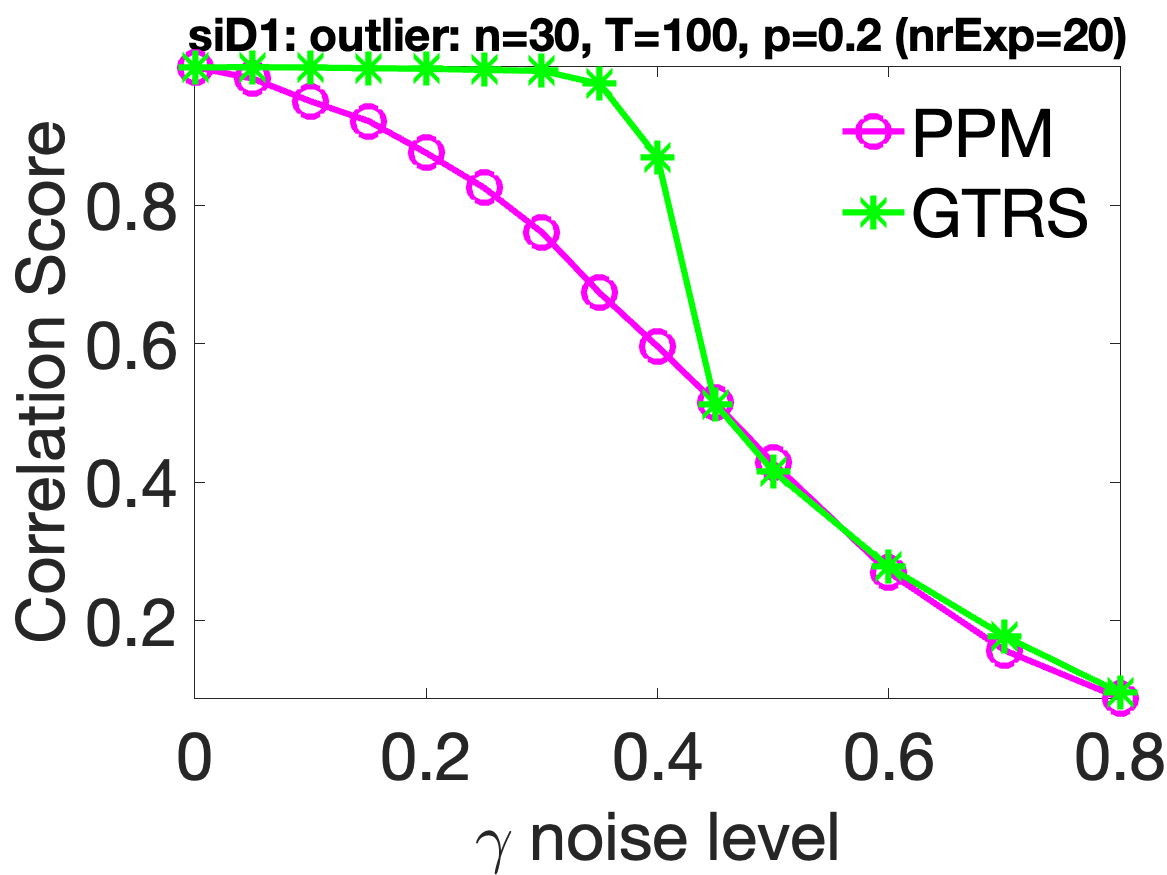 siD1: outlier: n=30, T=100, p=0.2 (nrExp=20)
PPM
GTRS
Correlation Score
0.8
0.6
0.4
0.2
0 0.2 0.4 0.6 0.8
γ noise level